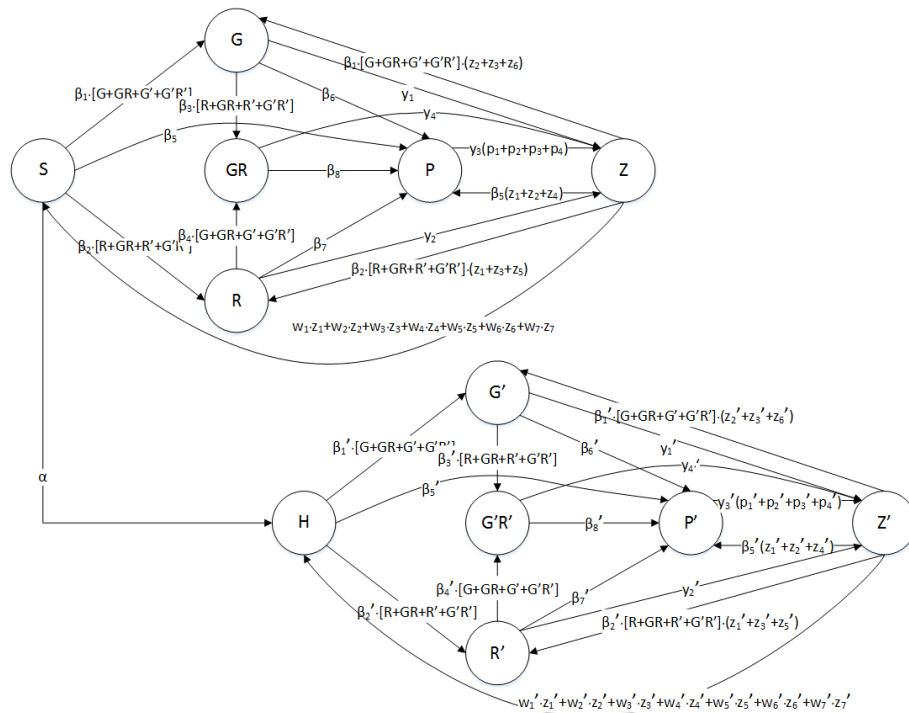 G
β₁·[G+GR+G'+G'R']·(z₂+z₃+z₆)
y₁
β₁·[G+GR+G'+G'R']
β₃·[R+GR+R'+G'R']
β₆
y₄
β₅
S
GR
β₈
P
y₃(p₁+p₂+p₃+p₄)
Z
β₅(z₁+z₂+z₄)
β₂·[R+GR+R'+G'R']
β₄·[G+GR+G'+G'R']
β₇
y₂
β₂·[R+GR+R'+G'R']·(z₁+z₃+z₅)
R
w₁·z₁+w₂·z₂+w₃·z₃+w₄·z₄+w₅·z₅+w₆·z₆+w₇·z₇
G'
β₁'·[G+GR+G'+G'R']·(z₂'+z₃'+z₆')
y₁'
β₁'·[G+GR+G'+G'R']
β₃'·[R+GR+R'+G'R']
β₆'
y₄·'
α
β₅'
H
G'R'
β₈'
P'
y₃'(p₁'+p₂'+p₃'+p₄')
Z'
β₅'(z₁'+z₂'+z₄')
β₂'·[R+GR+R'+G'R']
β₄'·[G+GR+G'+G'R']
β₇'
y₂'
β₂'·[R+GR+R'+G'R']·(z₁'+z₃'+z₅')
R'
w₁'·z₁'+w₂'·z₂'+w₃'·z₃'+w₄'·z₄'+w₅'·z₅'+w₆'·z₆'+w₇'·z₇'